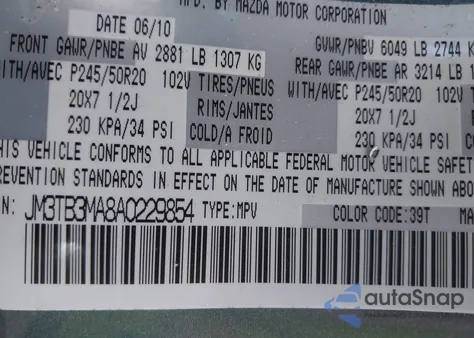 MFD. BY MAZDA MOTOR CORPORATION
DATE 06/10
FRONT GAWR/PNBE AV 2881 LB 1307 KG
GVWR/PNBV 6049 LB 2744 K
WITH/AVEC P245/50R20 102V TIRES/PNEUS
REAR GAWR/PNBE AR 3214 LB 1
WITH/AVEC P245/50R20 102V
20X7 1/2J RIMS/JANTES 20X7 1/2J
230 KPA/34 PSI COLD/A FROID 230 KPA/34 PSI
HIS VEHICLE CONFORMS TO ALL APPLICABLE FEDERAL MOTOR VEHICLE SAFET
REVENTION STANDARDS IN EFFECT ON THE DATE OF MANUFACTURE SHOWN ABO
N: JM3TB3MA8A0229854 TYPE:MPV COLOR CODE:39T
autoSnap